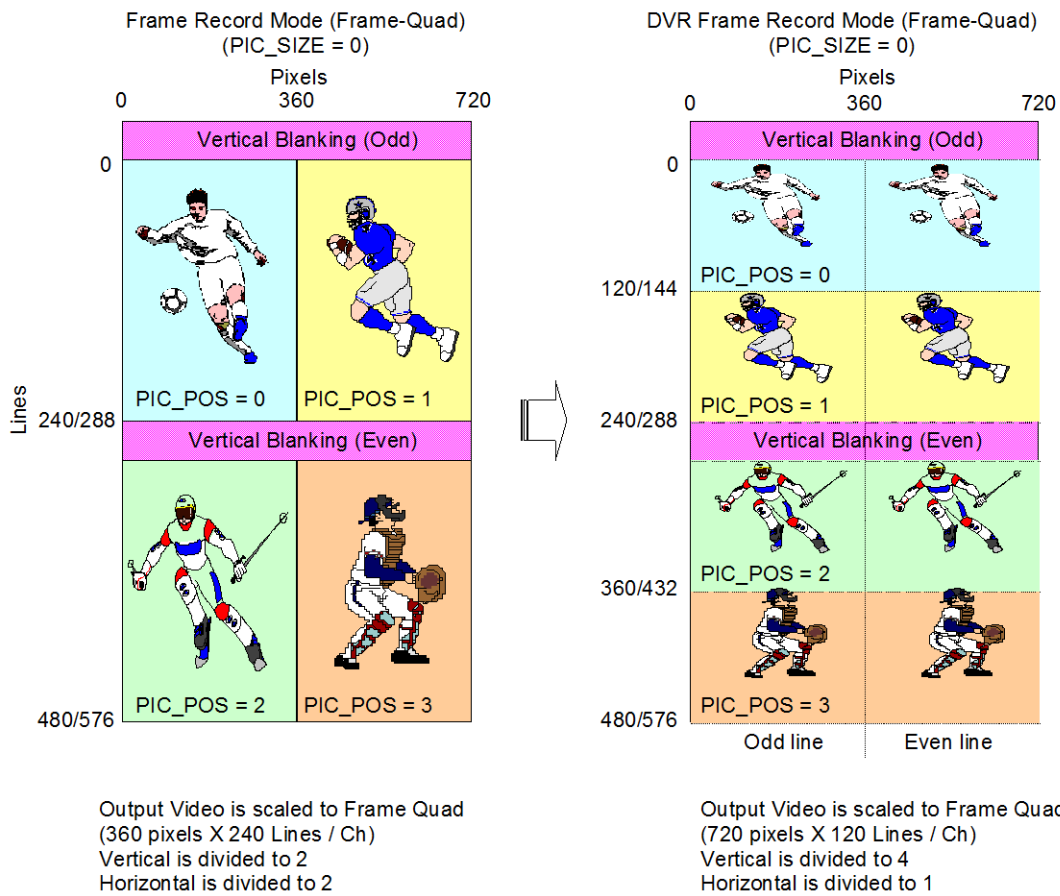 Frame Record Mode (Frame-Quad)
(PIC_SIZE = 0)
Pixels
0 360 720
Vertical Blanking (Odd)
0
PIC_POS = 0
PIC_POS = 1
Lines
240/288
Vertical Blanking (Even)
PIC_POS = 2
PIC_POS = 3
480/576
Output Video is scaled to Frame Quad
(360 pixels X 240 Lines / Ch)
Vertical is divided to 2
Horizontal is divided to 2
DVR Frame Record Mode (Frame-Quad)
(PIC_SIZE = 0)
Pixels
0 360 720
Vertical Blanking (Odd)
0
PIC_POS = 0
120/144
PIC_POS = 1
240/288
Vertical Blanking (Even)
PIC_POS = 2
360/432
PIC_POS = 3
480/576
Odd line Even line
Output Video is scaled to Frame Quad
(720 pixels X 120 Lines / Ch)
Vertical is divided to 4
Horizontal is divided to 1